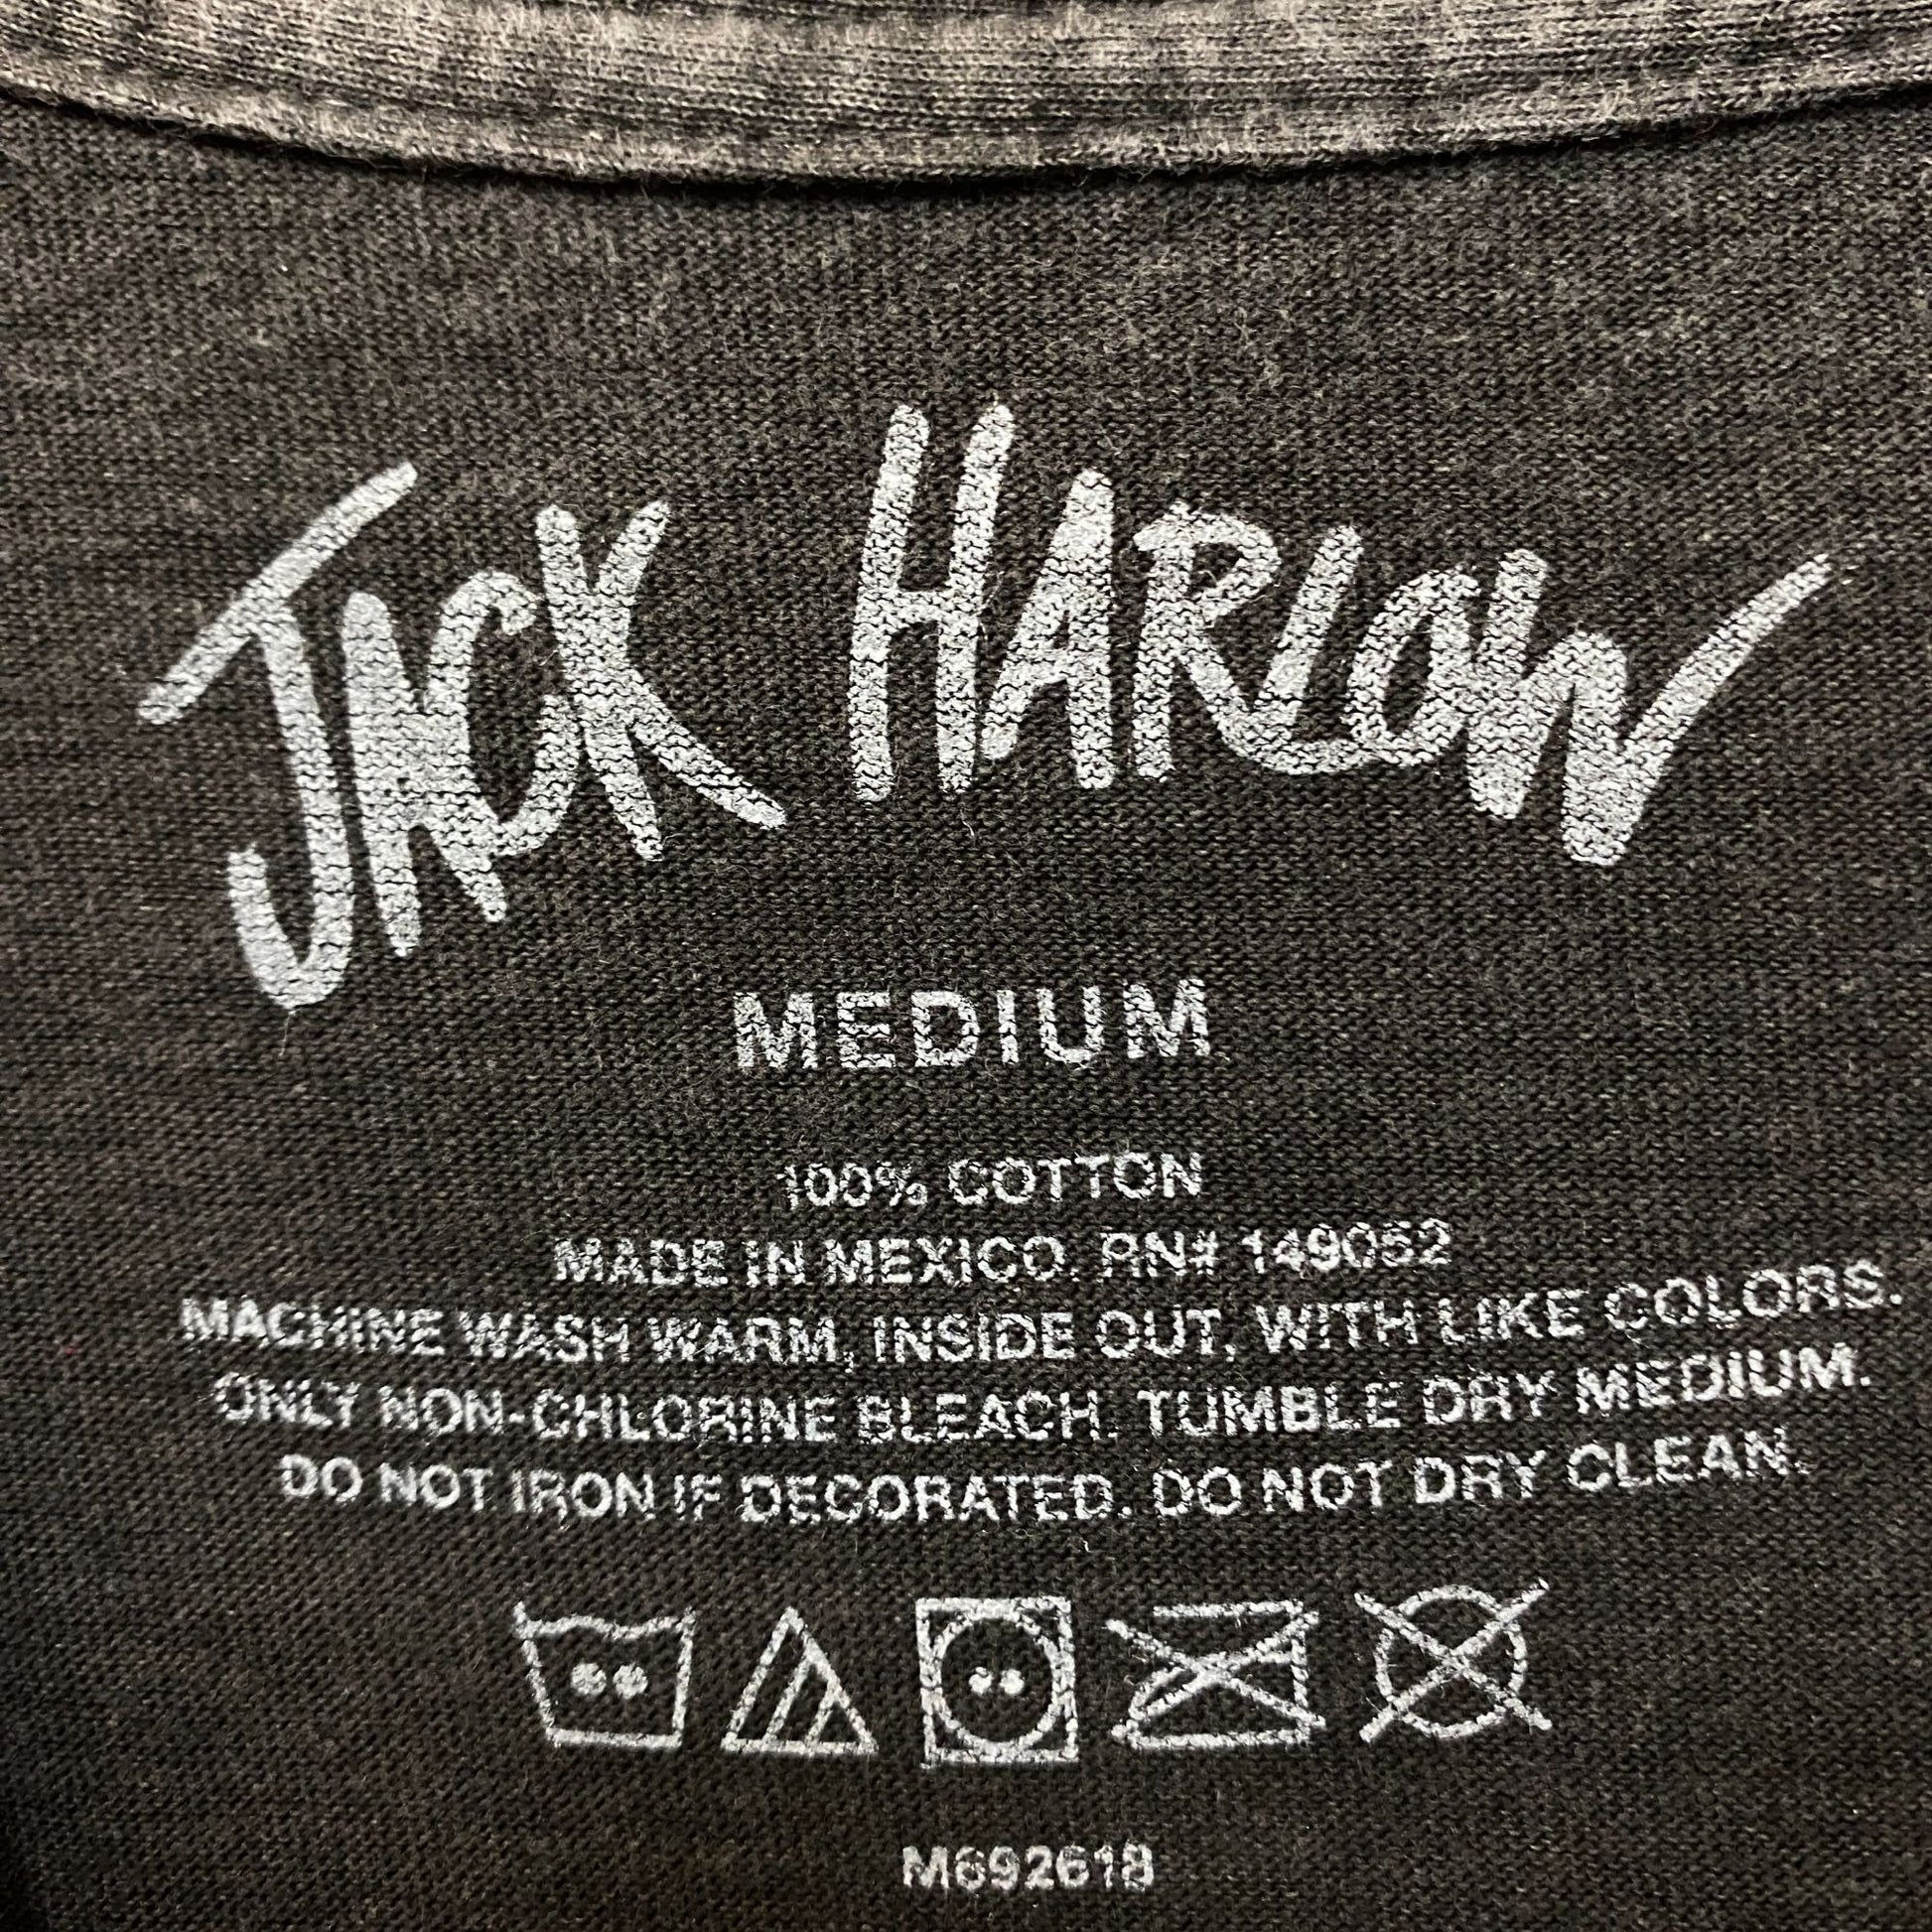 JACK HARLOW
MEDIUM
100% COTTON
MADE IN MEXICO. RN# 149052
MACHINE WASH WARM, INSIDE OUT, WITH LIKE COLORS.
ONLY NON-CHLORINE BLEACH. TUMBLE DRY MEDIUM.
DO NOT IRON IF DECORATED. DO NOT DRY CLEAN.
M692618